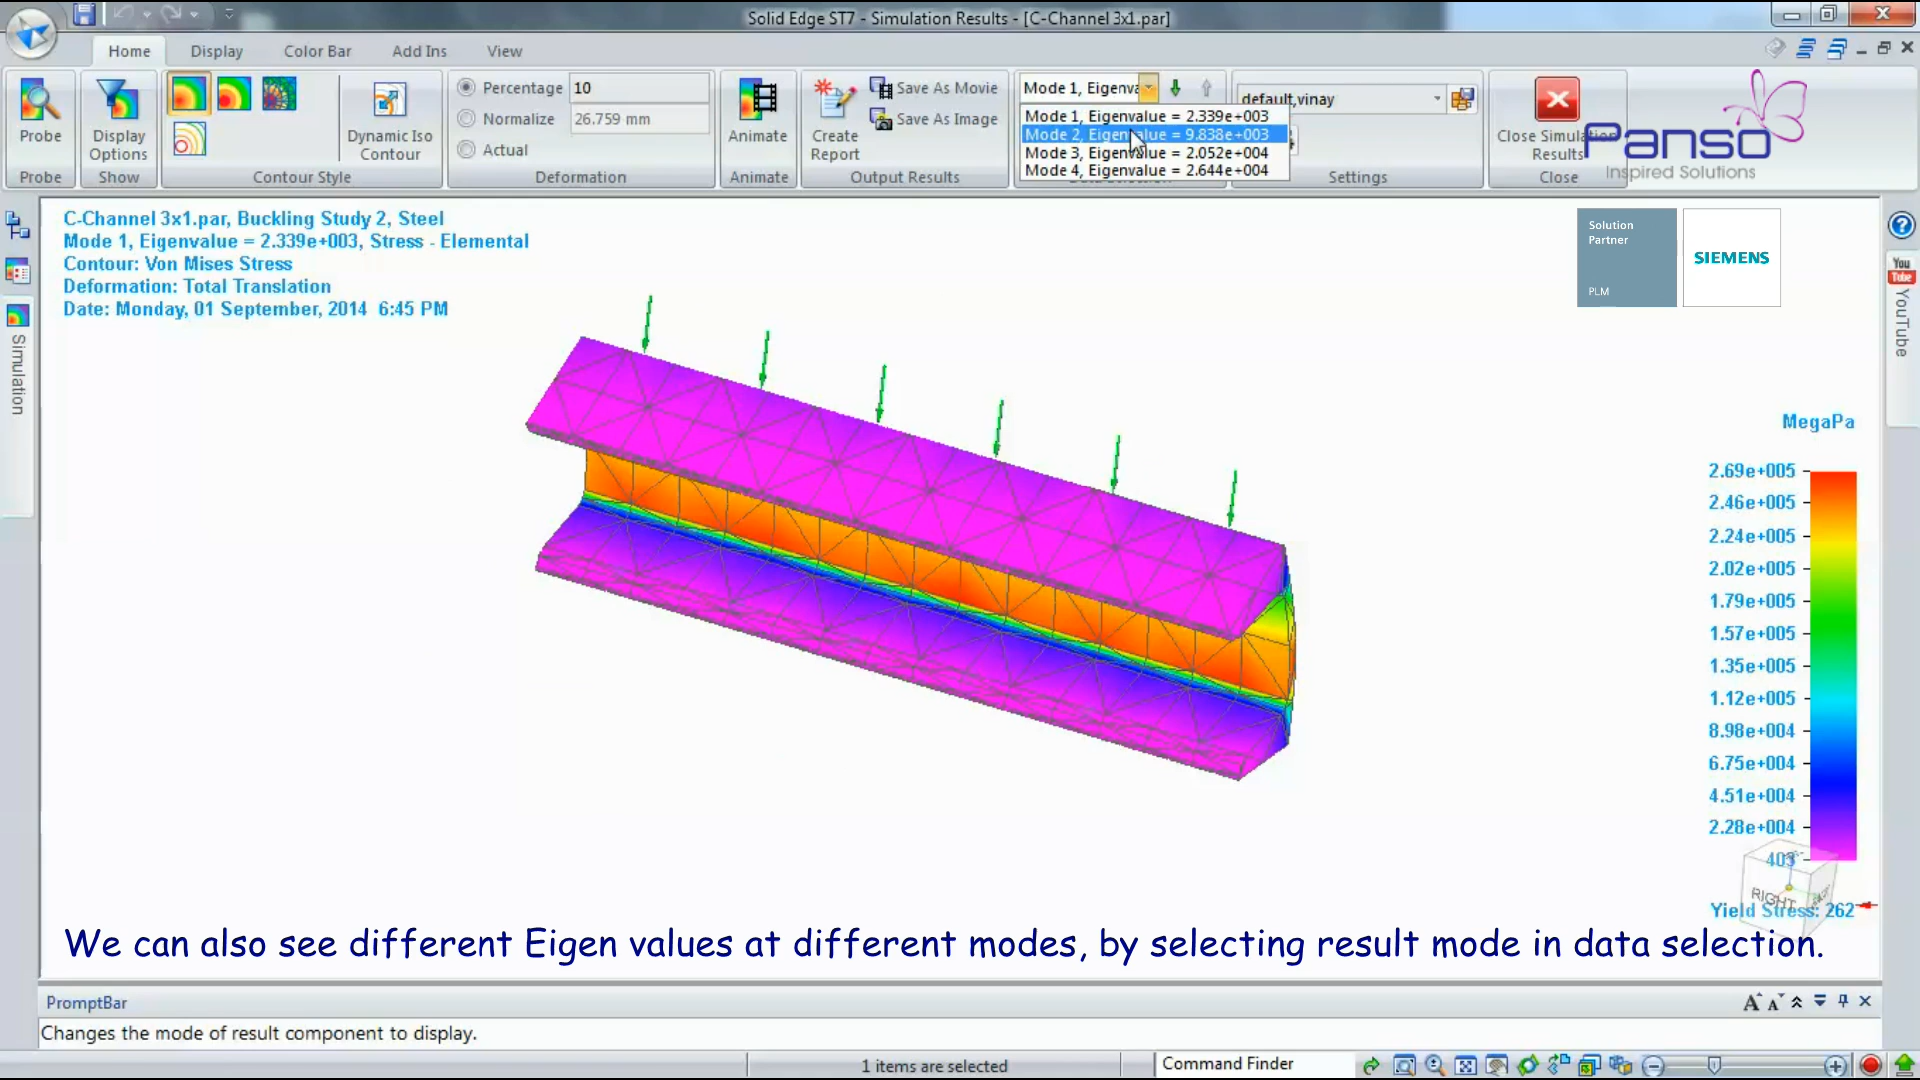 Solid Edge ST7 - Simulation Results - [C-Channel 3x1.par]
Home Display Color Bar Add Ins View
Probe
Display Options
Dynamic Iso Contour
Percentage 10
Normalize 26.759 mm
Actual
Animate
Create Report
Save As Movie
Save As Image
Mode 1, Eigenva
Mode 1, Eigenvalue = 2.339e+003
Mode 2, Eigenvalue = 9.838e+003
Mode 3, Eigenvalue = 2.052e+004
Mode 4, Eigenvalue = 2.644e+004
default,vinay
Close Simulation Results
Panso
Inspired Solutions
Probe Show Contour Style Deformation Animate Output Results Settings Close
C-Channel 3x1.par, Buckling Study 2, Steel
Mode 1, Eigenvalue = 2.339e+003, Stress - Elemental
Contour: Von Mises Stress
Deformation: Total Translation
Date: Monday, 01 September, 2014 6:45 PM
Solution
Partner
PLM
SIEMENS
Simulation
You
Tube
YouTube
MegaPa
2.69e+005
2.46e+005
2.24e+005
2.02e+005
1.79e+005
1.57e+005
1.35e+005
1.12e+005
8.98e+004
6.75e+004
4.51e+004
2.28e+004
403
RIGHT
Yield Stress: 262
We can also see different Eigen values at different modes, by selecting result mode in data selection.
PromptBar
Changes the mode of result component to display.
1 items are selected
Command Finder